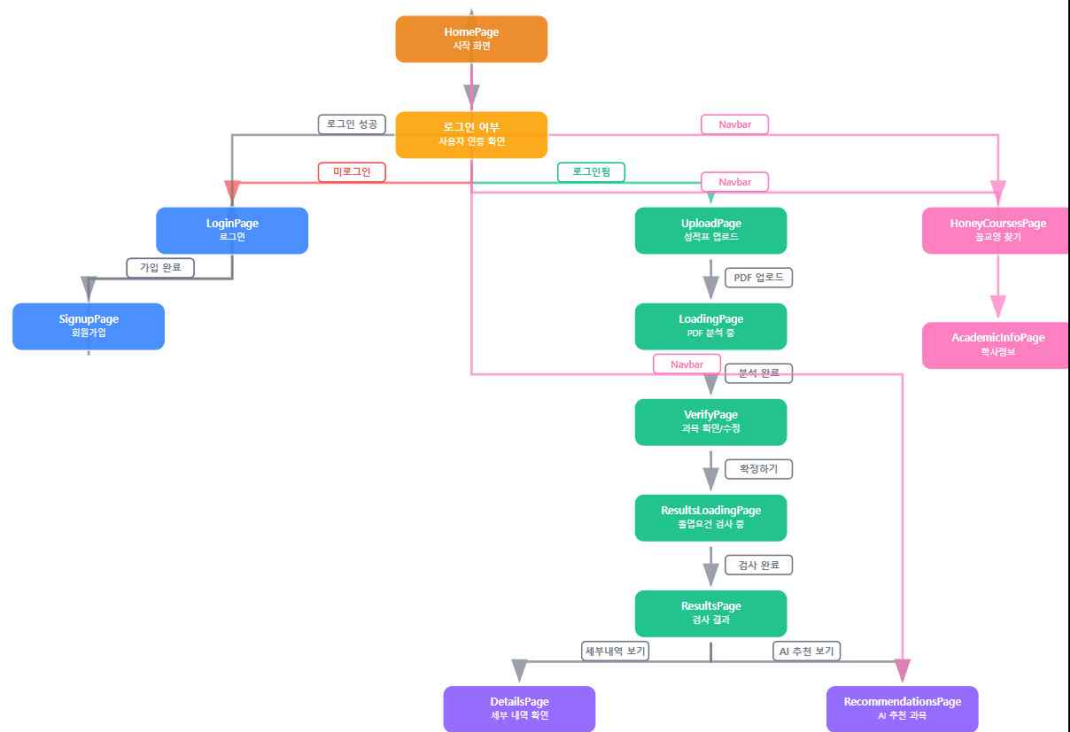 HomePage
시작 화면
로그인 성공
로그인 여부
사용자 인증 확인
Navbar
미로그인
로그인됨
Navbar
LoginPage
로그인
UploadPage
성적표 업로드
HoneyCoursesPage
꿀교양 찾기
가입 완료
PDF 업로드
SignupPage
회원가입
LoadingPage
PDF 분석 중
AcademicInfoPage
학사정보
Navbar
분석 완료
VerifyPage
과목 확인/수정
확정하기
ResultsLoadingPage
졸업요건 검사 중
검사 완료
ResultsPage
검사 결과
세부내역 보기
AI 추천 보기
DetailsPage
세부 내역 확인
RecommendationsPage
AI 추천 과목